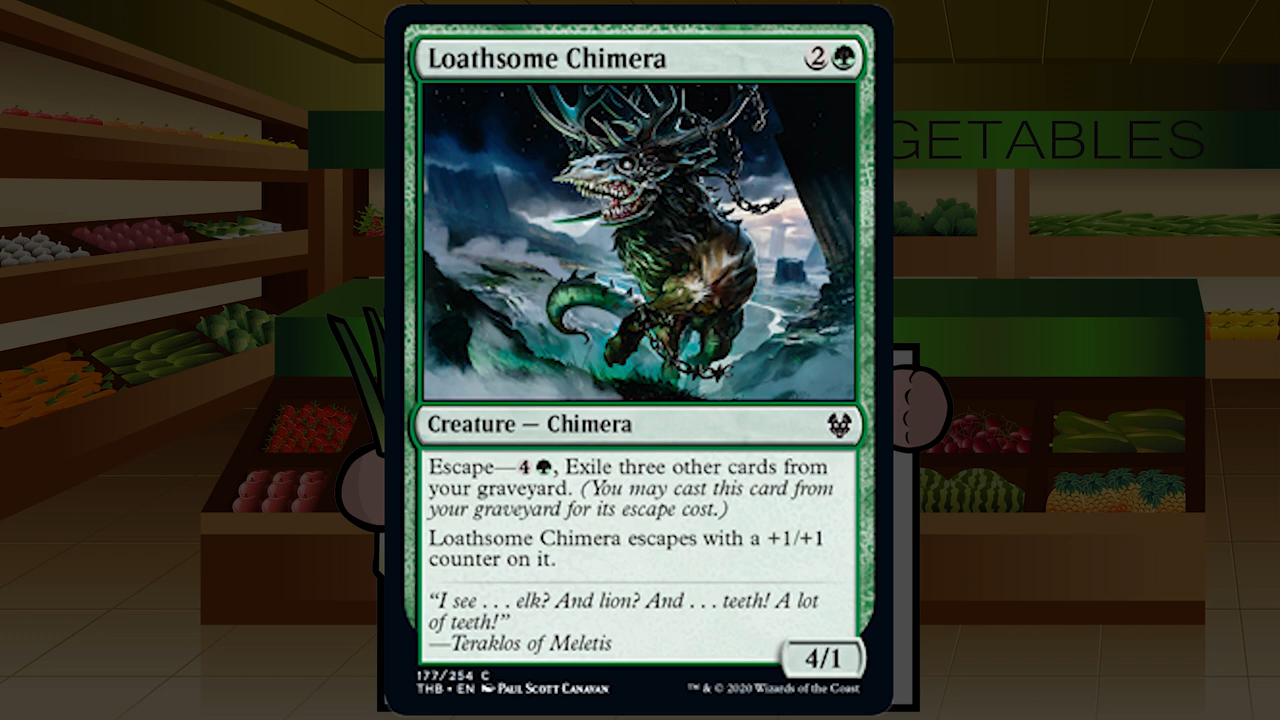 Loathsome Chimera 2
GETABLES
Creature — Chimera
Escape—4, Exile three other cards from
your graveyard. (You may cast this card from
your graveyard for its escape cost.)
Loathsome Chimera escapes with a +1/+1
counter on it.
“I see . . . elk? And lion? And . . . teeth! A lot
of teeth!”
—Teraklos of Meletis
4/1
177/254 C
THB • EN Paul Scott Canavan
™ & © 2020 Wizards of the Coast